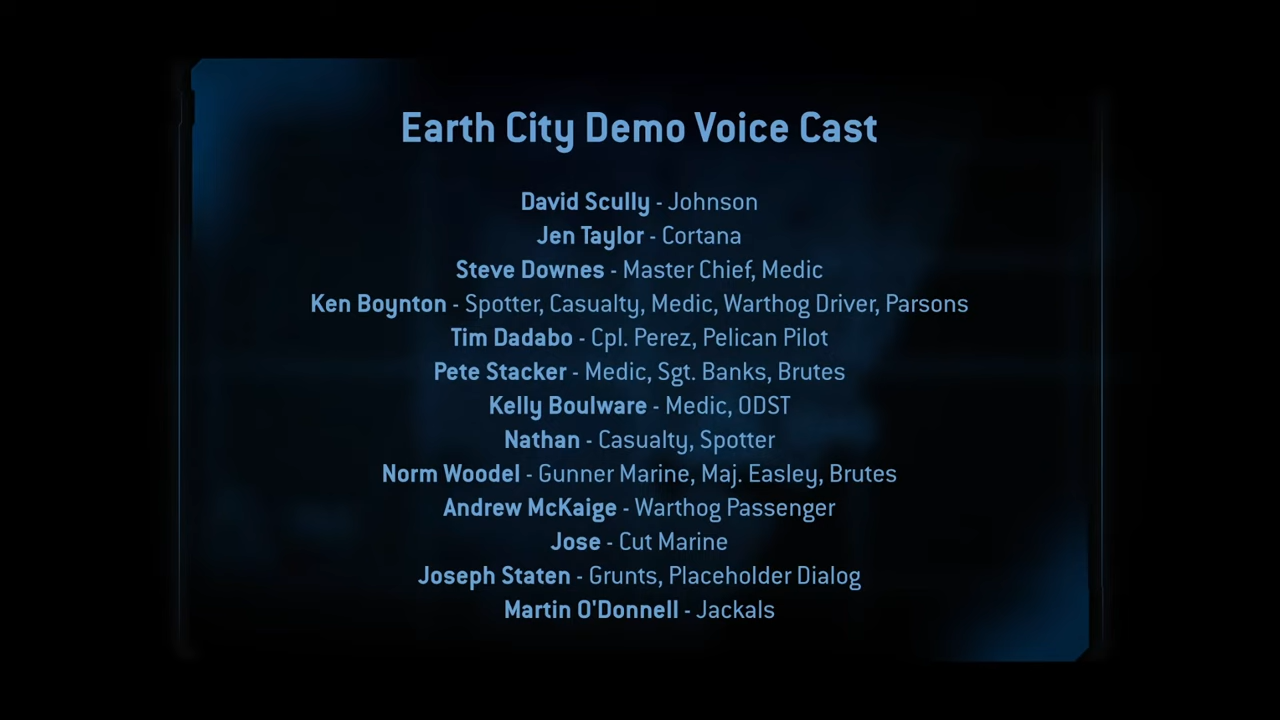 Earth City Demo Voice Cast
David Scully - Johnson
Jen Taylor - Cortana
Steve Downes - Master Chief, Medic
Ken Boynton - Spotter, Casualty, Medic, Warthog Driver, Parsons
Tim Dadabo - Cpl. Perez, Pelican Pilot
Pete Stacker - Medic, Sgt. Banks, Brutes
Kelly Boulware - Medic, ODST
Nathan - Casualty, Spotter
Norm Woodel - Gunner Marine, Maj. Easley, Brutes
Andrew McKaige - Warthog Passenger
Jose - Cut Marine
Joseph Staten - Grunts, Placeholder Dialog
Martin O'Donnell - Jackals